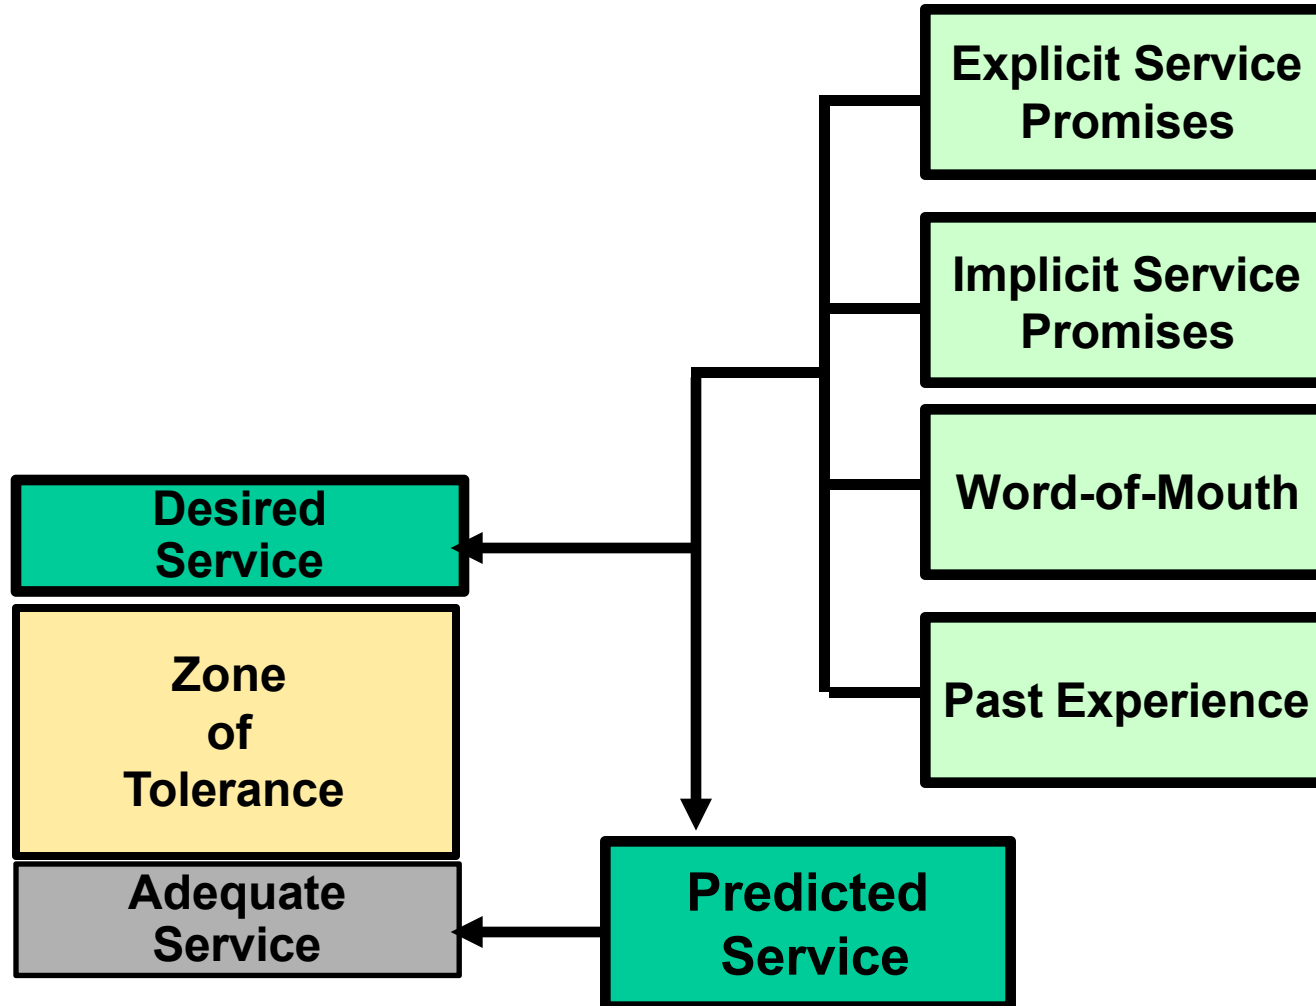 Explicit Service
Promises
Implicit Service
Promises
Word-of-Mouth
Past Experience
Desired
Service
Zone
of
Tolerance
Adequate
Service
Predicted
Service